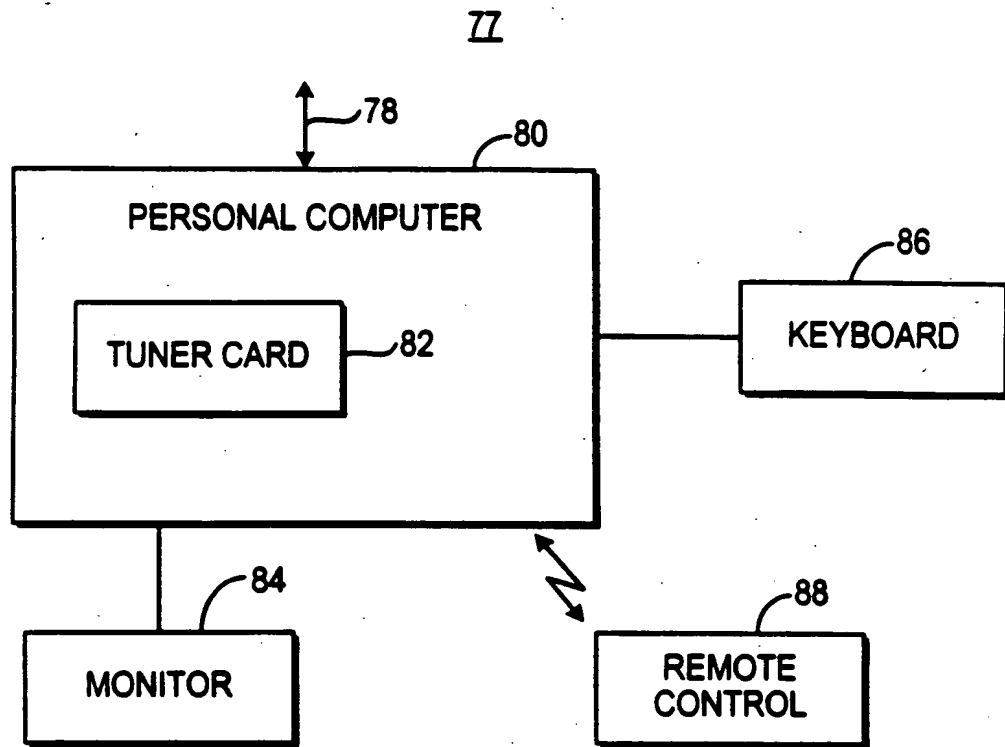 77
78
80
PERSONAL COMPUTER
86
TUNER CARD
82
KEYBOARD
84
88
MONITOR
REMOTE
CONTROL